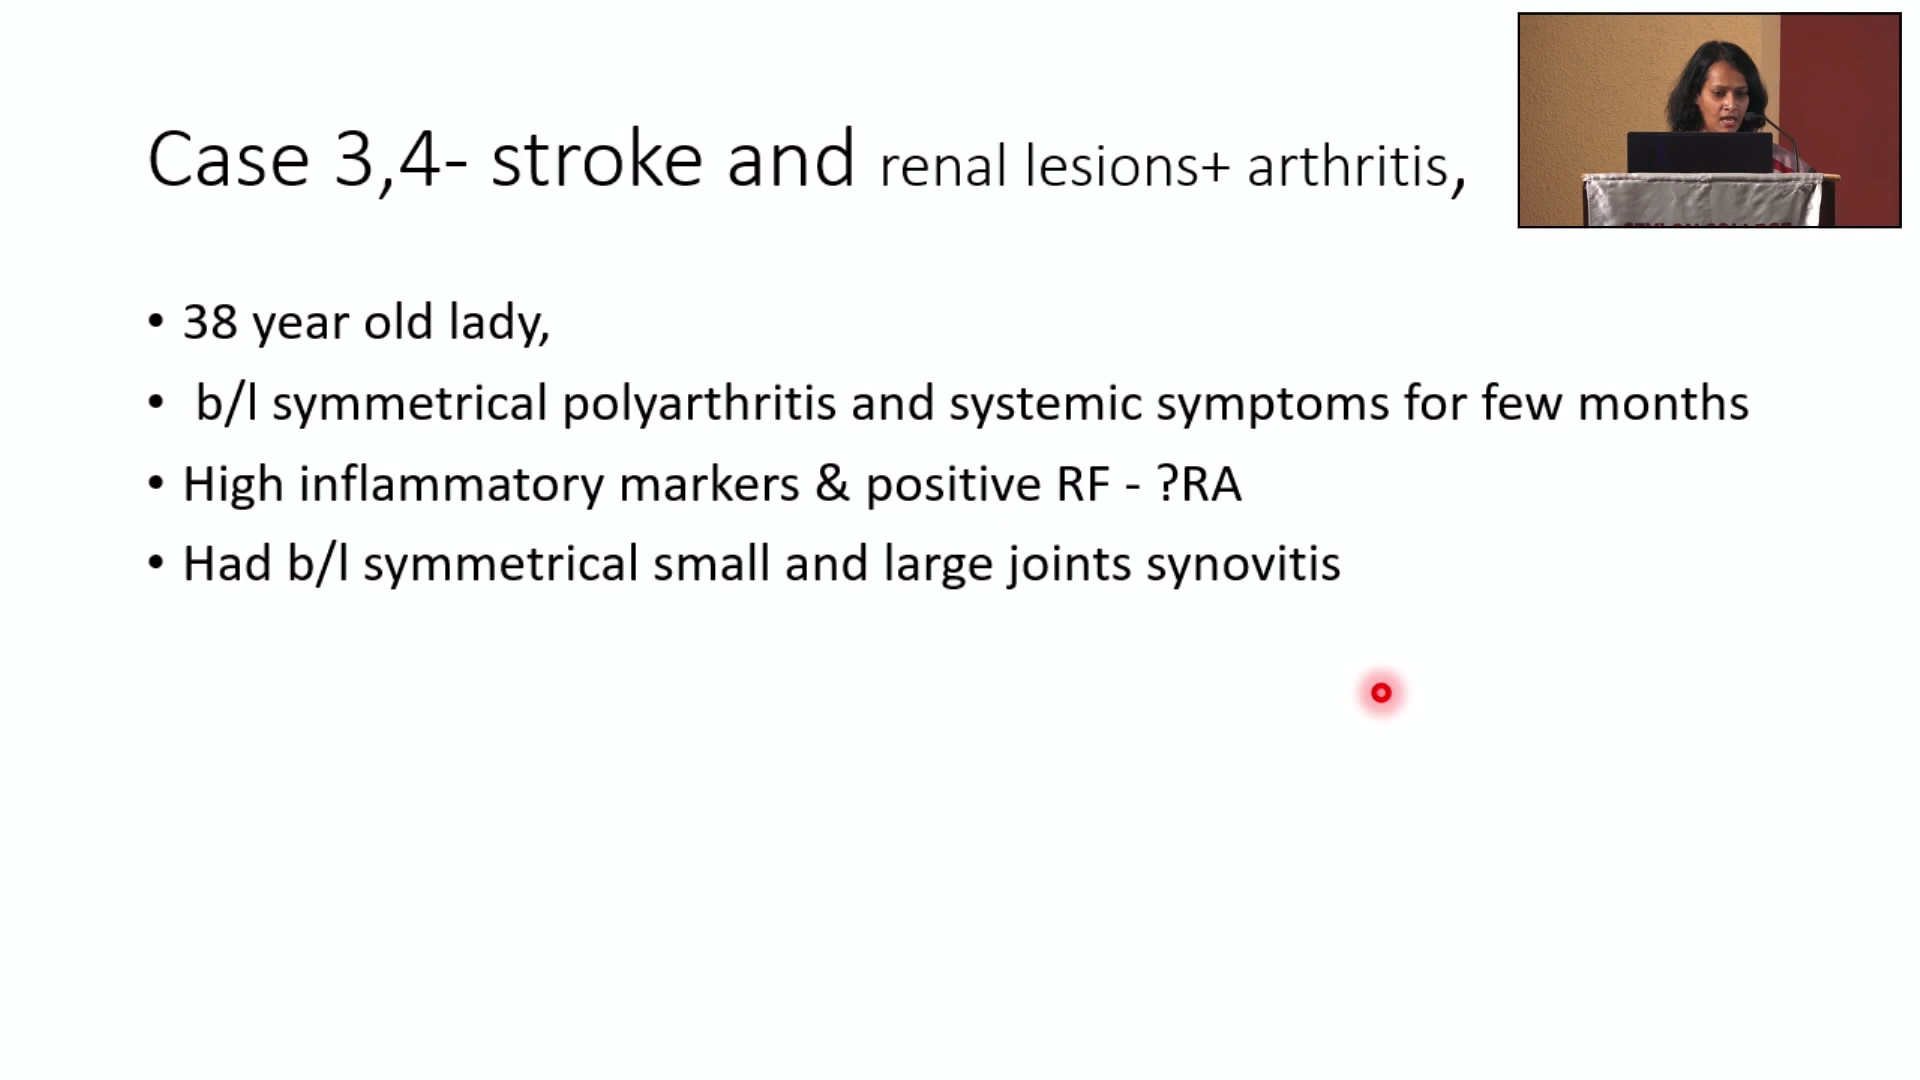 Case 3,4- stroke and renal lesions+ arthritis,
• 38 year old lady,
• b/l symmetrical polyarthritis and systemic symptoms for few months
• High inflammatory markers & positive RF - ?RA
• Had b/l symmetrical small and large joints synovitis